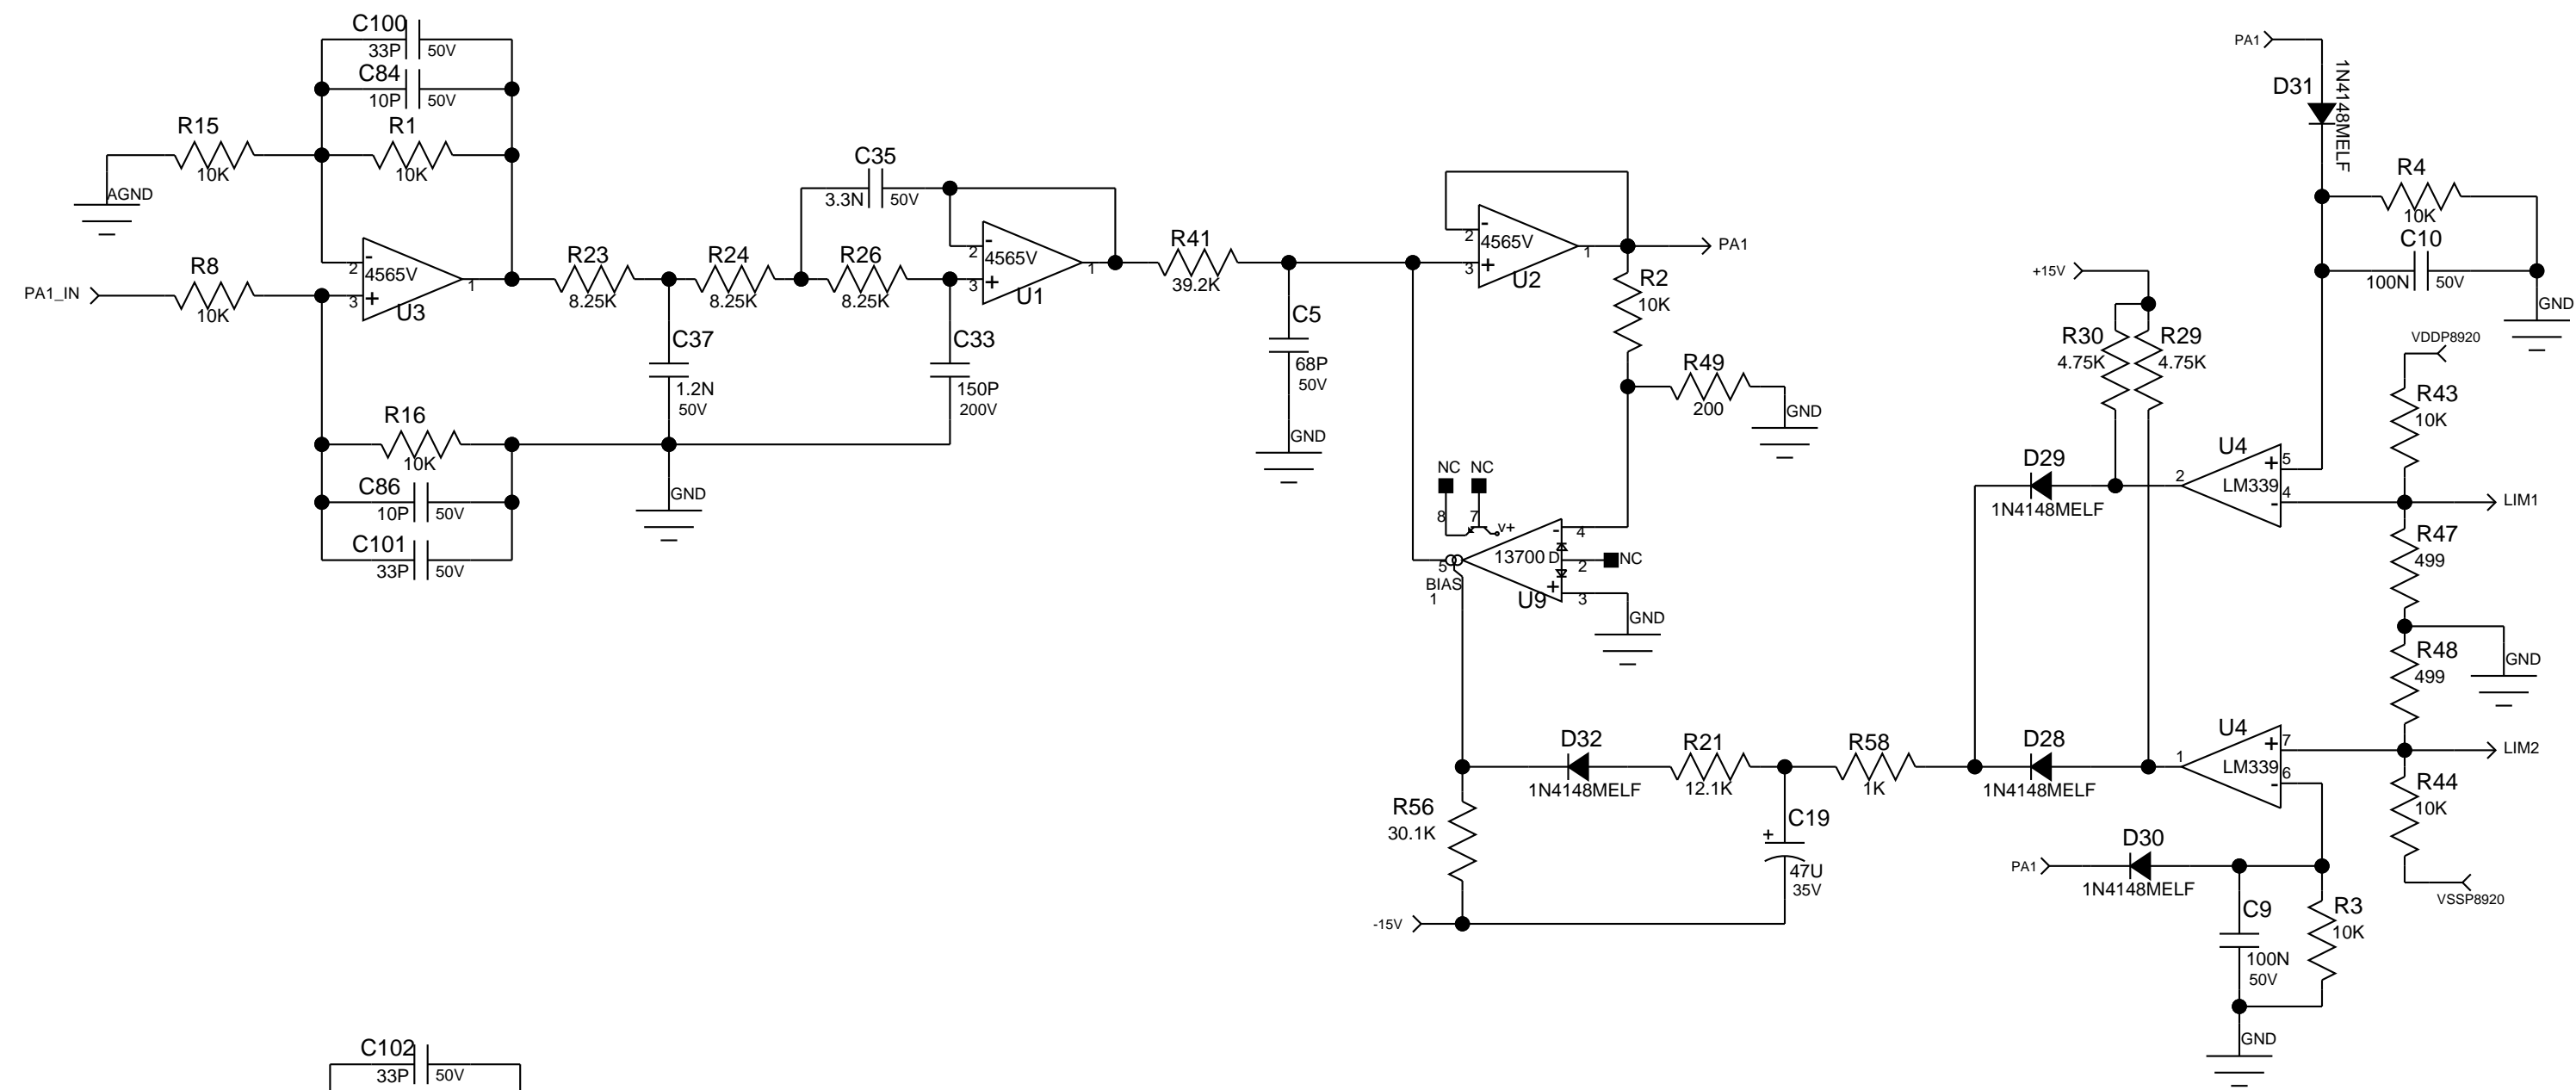 C100
33P 50V
C84
10P 50V
R15
10K
R1
10K
AGND
R8
10K
PA1_IN
2
3
-
+
4565V
1
U3
R16
10K
C86
10P 50V
C101
33P 50V
R23
8.25K
R24
8.25K
R26
8.25K
C35
3.3N 50V
C37
1.2N
50V
C33
150P
200V
GND
2
3
-
+
4565V
1
U1
R41
39.2K
C5
68P
50V
GND
2
3
-
+
4565V
1
U2
PA1
R2
10K
R49
200
GND
NC NC
8 7
V+
13700 D
-
+
4
2
NC
3
5
BIAS
1
U9
GND
D32
1N4148MELF
R21
12.1K
R58
1K
R56
30.1K
-15V
C19
+
47U
35V
D29
1N4148MELF
D28
1N4148MELF
+15V
R30
4.75K
R29
4.75K
PA1
D31
1N4148MELF
R4
10K
C10
100N 50V
GND
VDDP8920
R43
10K
U4
LM339
2
+
-
5
4
LIM1
R47
499
R48
499
GND
U4
LM339
1
+
-
7
6
LIM2
R44
10K
VSSP8920
PA1
D30
1N4148MELF
C9
100N
50V
R3
10K
GND
C102
33P 50V